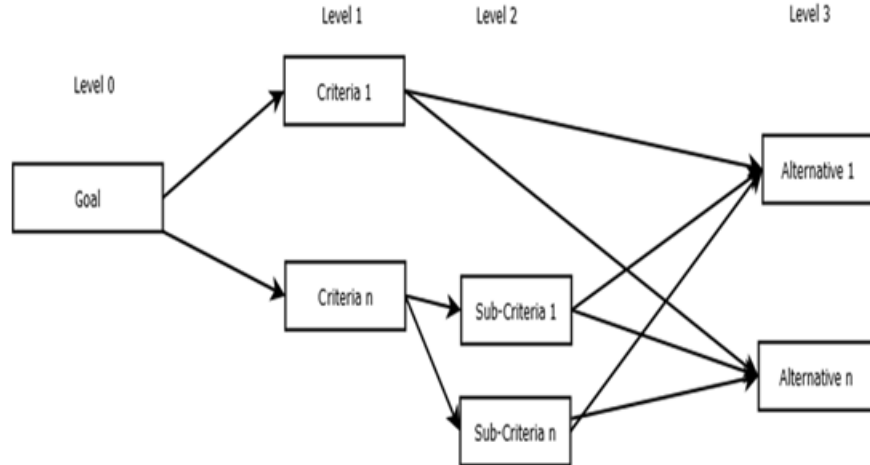 Level 0
Level 1
Level 2
Level 3
Goal
Criteria 1
Criteria n
Sub-Criteria 1
Sub-Criteria n
Alternative 1
Alternative n